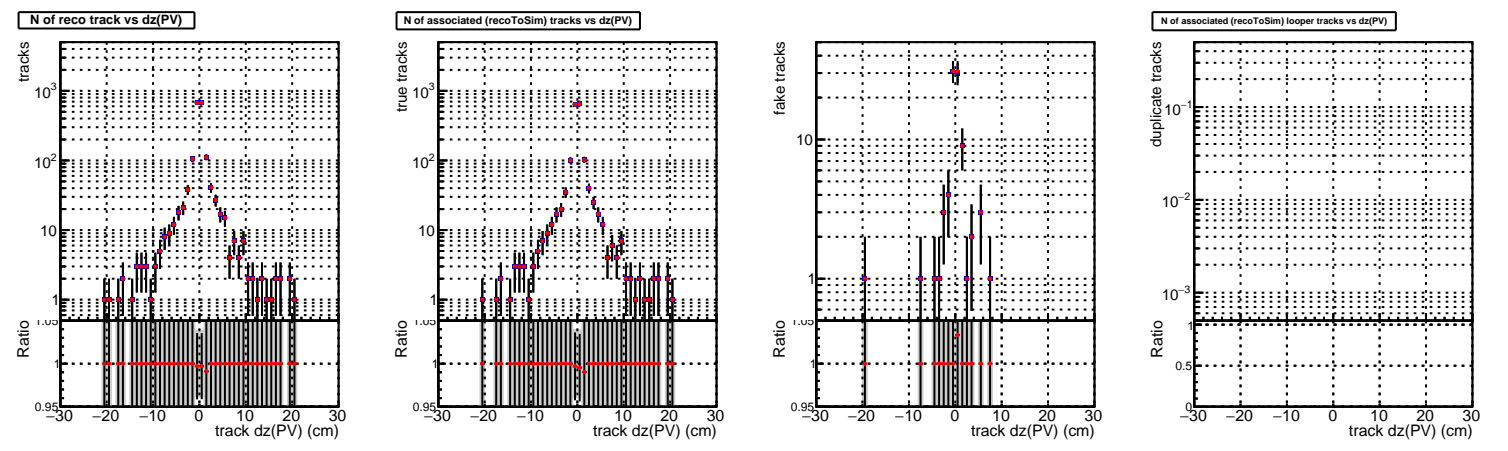 N of reco track vs dz(PV)
tracks
10³
10²
10
1
Ratio
1.05
1
0.95
−30 −20 −10 0 10 20 30
track dz(PV) (cm)
N of associated (recoToSim) tracks vs dz(PV)
true tracks
10³
10²
10
1
Ratio
1.05
1
0.95
−30 −20 −10 0 10 20 30
track dz(PV) (cm)
fake tracks
10
1
Ratio
1.05
1
0.95
−30 −20 −10 0 10 20 30
track dz(PV) (cm)
N of associated (recoToSim) looper tracks vs dz(PV)
duplicate tracks
10⁻¹
10⁻²
10⁻³
Ratio
1
0.5
0
−30 −20 −10 0 10 20 30
track dz(PV) (cm)